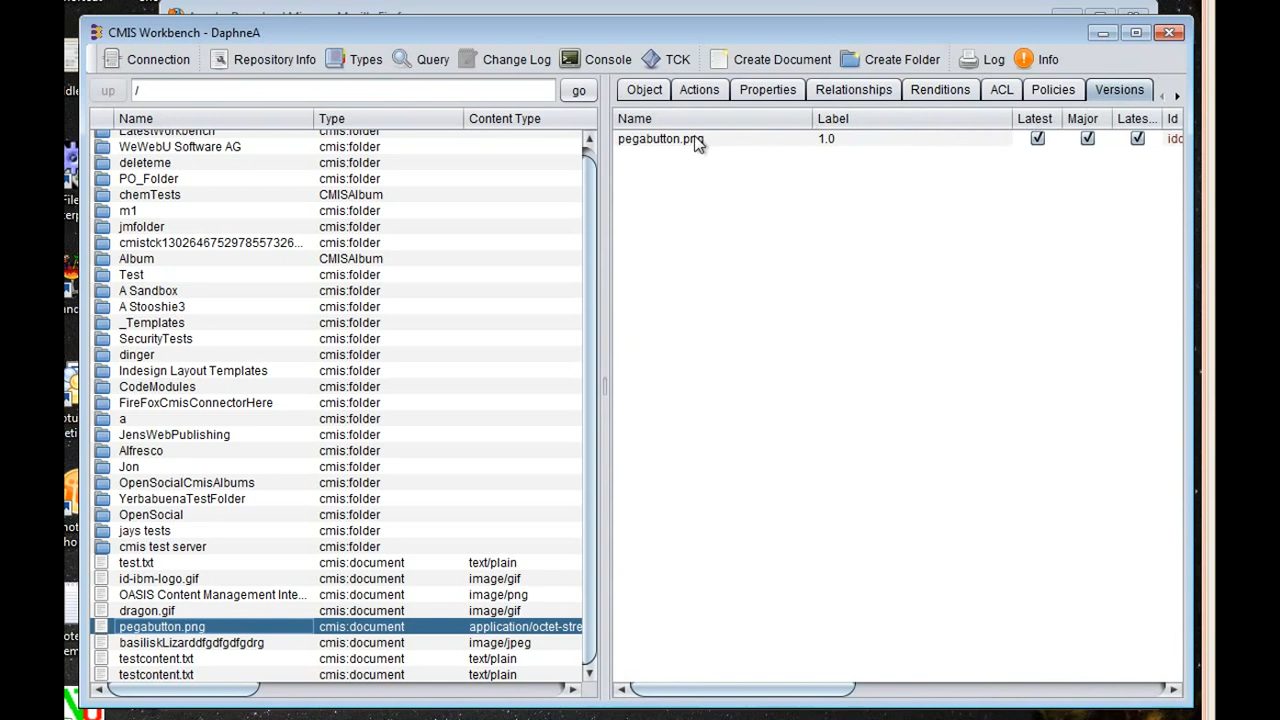 CMIS Workbench - DaphneA
Connection Repository Info Types Query Change Log Console TCK Create Document Create Folder Log Info
up / go
Object Actions Properties Relationships Renditions ACL Policies Versions
Name Type Content Type
Name Label Latest Major Lates... Id
pegabutton.png 1.0
LatestWorkbench cmis:folder
WeWebU Software AG cmis:folder
deleteme cmis:folder
PO_Folder cmis:folder
chemTests CMISAlbum
m1 cmis:folder
jmfolder cmis:folder
cmistck1302646752978557326... cmis:folder
Album CMISAlbum
Test cmis:folder
A Sandbox cmis:folder
A Stooshie3 cmis:folder
_Templates cmis:folder
SecurityTests cmis:folder
dinger cmis:folder
Indesign Layout Templates cmis:folder
CodeModules cmis:folder
FireFoxCmisConnectorHere cmis:folder
a cmis:folder
JensWebPublishing cmis:folder
Alfresco cmis:folder
Jon cmis:folder
OpenSocialCmisAlbums cmis:folder
YerbabuenaTestFolder cmis:folder
OpenSocial cmis:folder
jays tests cmis:folder
cmis test server cmis:folder
test.txt cmis:document text/plain
id-ibm-logo.gif cmis:document image/gif
OASIS Content Management Inte... cmis:document image/png
dragon.gif cmis:document image/gif
pegabutton.png cmis:document application/octet-stre
basiliskLizarddfgdfgdfgdrg cmis:document image/jpeg
testcontent.txt cmis:document text/plain
testcontent.txt cmis:document text/plain